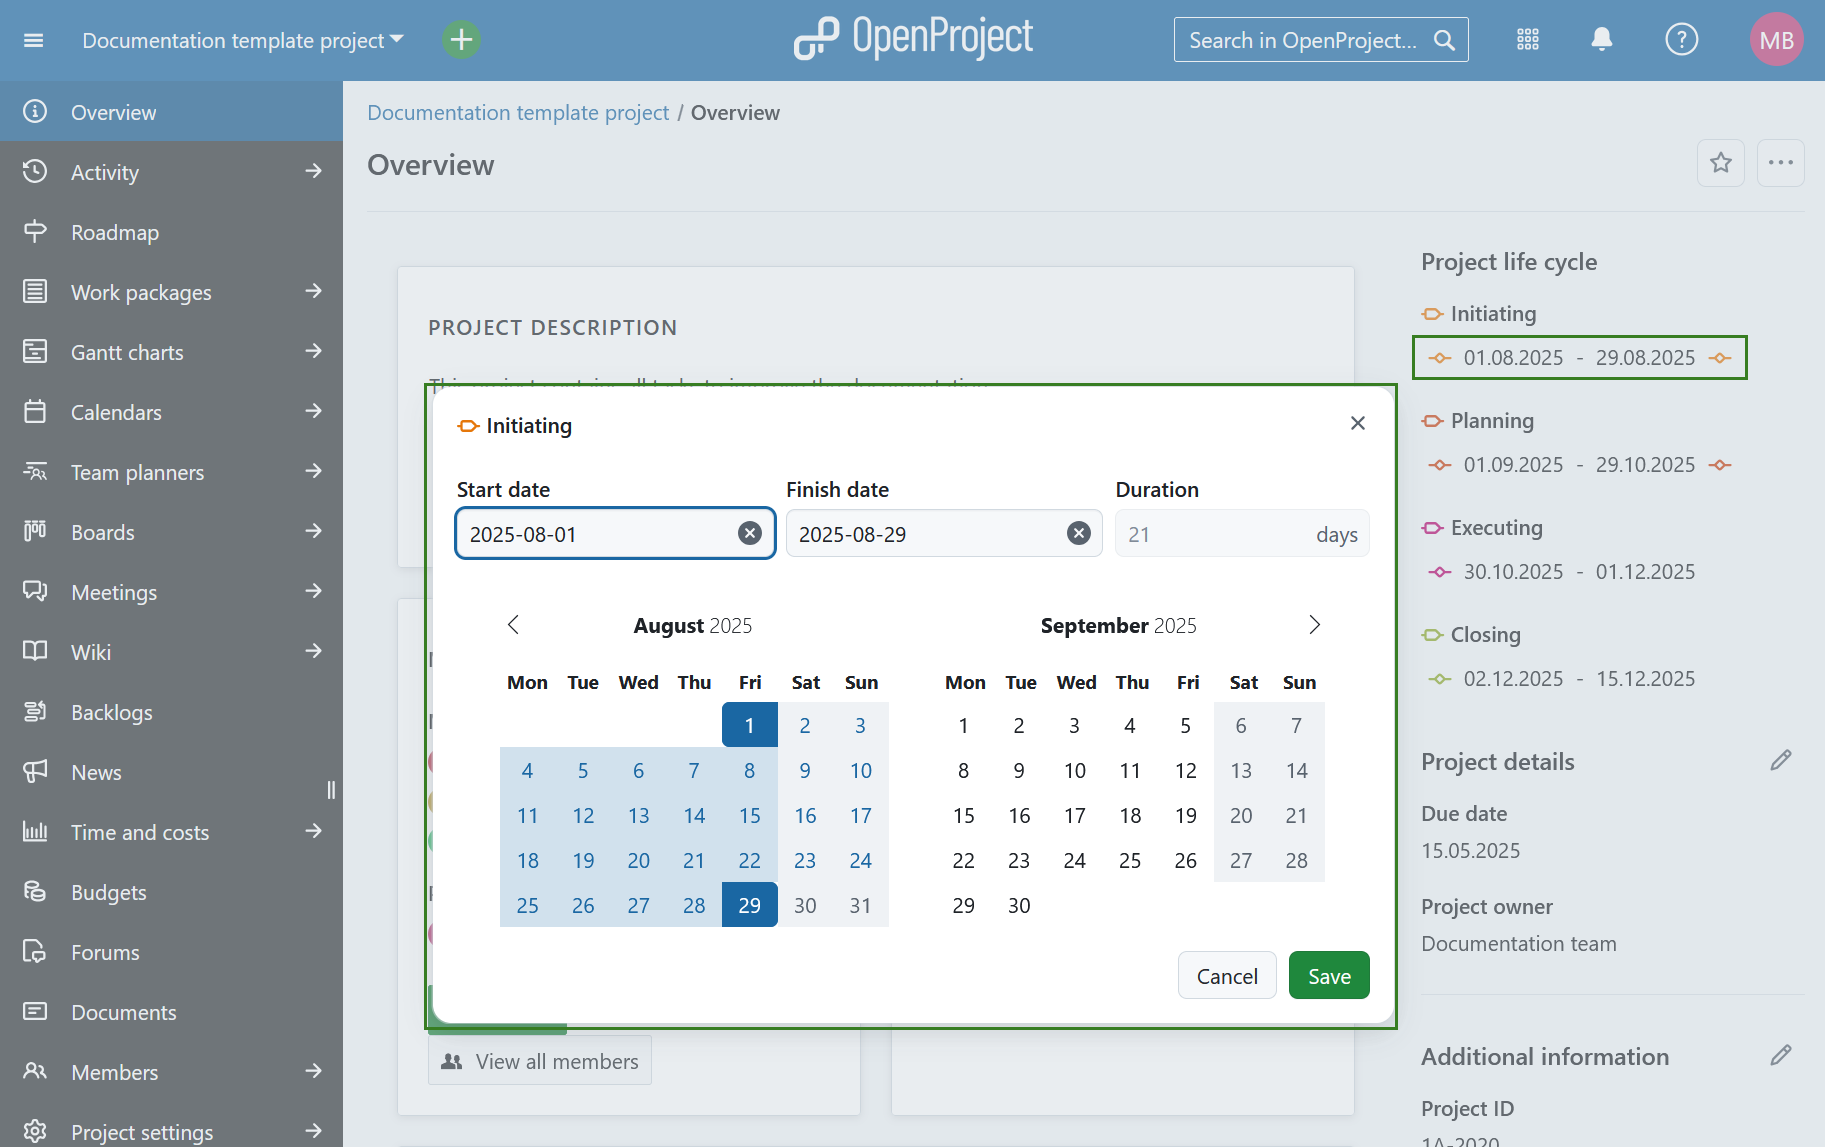 Documentation template project
OpenProject
Search in OpenProject...
?
MB
Overview
Activity
Roadmap
Work packages
Gantt charts
Calendars
Team planners
Boards
Meetings
Wiki
Backlogs
News
Time and costs
Budgets
Forums
Documents
Members
Project settings
Documentation template project / Overview
Overview
PROJECT DESCRIPTION
Initiating
Start date Finish date Duration
2025-08-01 2025-08-29 21 days
August 2025
Mon Tue Wed Thu Fri Sat Sun
1 2 3
4 5 6 7 8 9 10
11 12 13 14 15 16 17
18 19 20 21 22 23 24
25 26 27 28 29 30 31
September 2025
Mon Tue Wed Thu Fri Sat Sun
1 2 3 4 5 6 7
8 9 10 11 12 13 14
15 16 17 18 19 20 21
22 23 24 25 26 27 28
29 30
Cancel Save
View all members
Project life cycle
Initiating
01.08.2025 - 29.08.2025
Planning
01.09.2025 - 29.10.2025
Executing
30.10.2025 - 01.12.2025
Closing
02.12.2025 - 15.12.2025
Project details
Due date
15.05.2025
Project owner
Documentation team
Additional information
Project ID
1A-2020